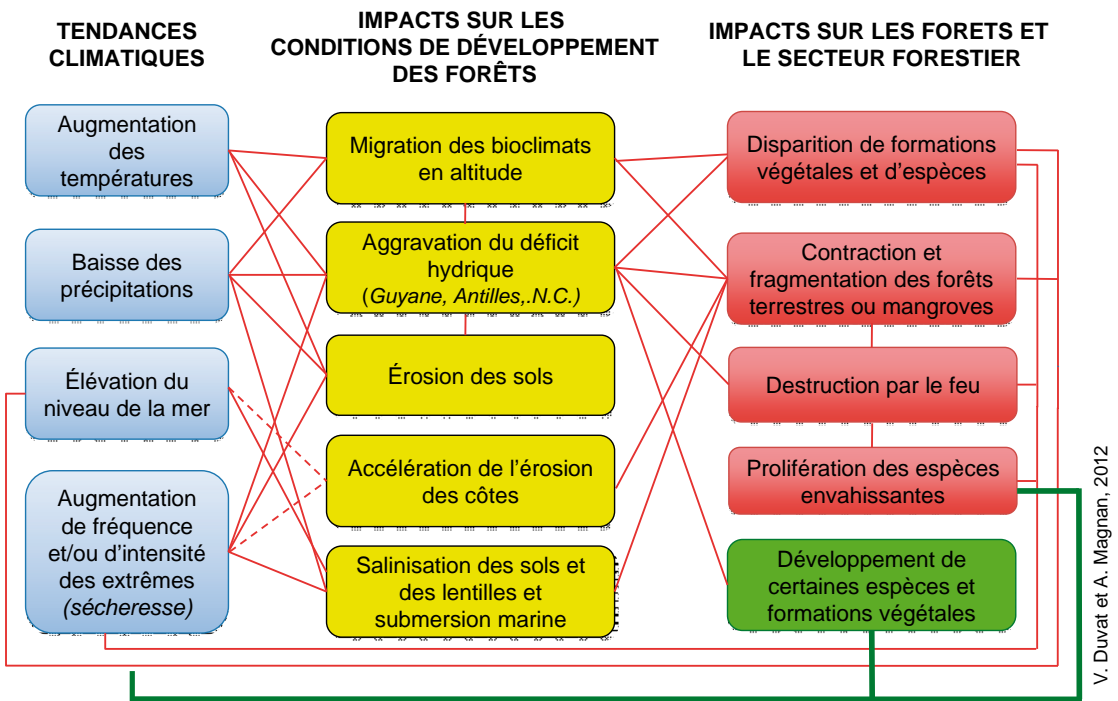 TENDANCES
CLIMATIQUES
IMPACTS SUR LES
CONDITIONS DE DÉVELOPPEMENT
DES FORÊTS
IMPACTS SUR LES FORETS ET
LE SECTEUR FORESTIER
Augmentation
des
températures
Baisse des
précipitations
Élévation du
niveau de la mer
Augmentation
de fréquence
et/ou d'intensité
des extrêmes
(sécheresse)
Migration des bioclimats
en altitude
Aggravation du déficit
hydrique
(Guyane, Antilles,.N.C.)
Érosion des sols
Accélération de l'érosion
des côtes
Salinisation des sols et
des lentilles et
submersion marine
Disparition de formations
végétales et d'espèces
Contraction et
fragmentation des forêts
terrestres ou mangroves
Destruction par le feu
Prolifération des espèces
envahissantes
Développement de
certaines espèces et
formations végétales
V. Duvat et A. Magnan, 2012